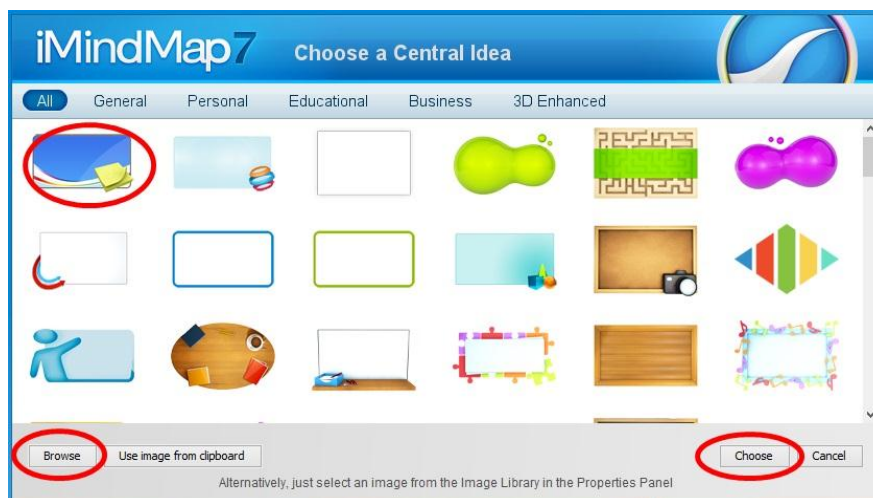 iMindMap7 Choose a Central Idea
All General Personal Educational Business 3D Enhanced
Browse Use image from clipboard Choose Cancel
Alternatively, just select an image from the Image Library in the Properties Panel